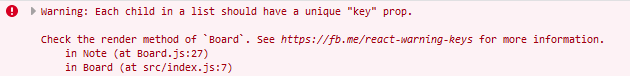 Warning: Each child in a list should have a unique "key" prop.
Check the render method of `Board`. See https://fb.me/react-warning-keys for more information.
in Note (at Board.js:27)
in Board (at src/index.js:7)